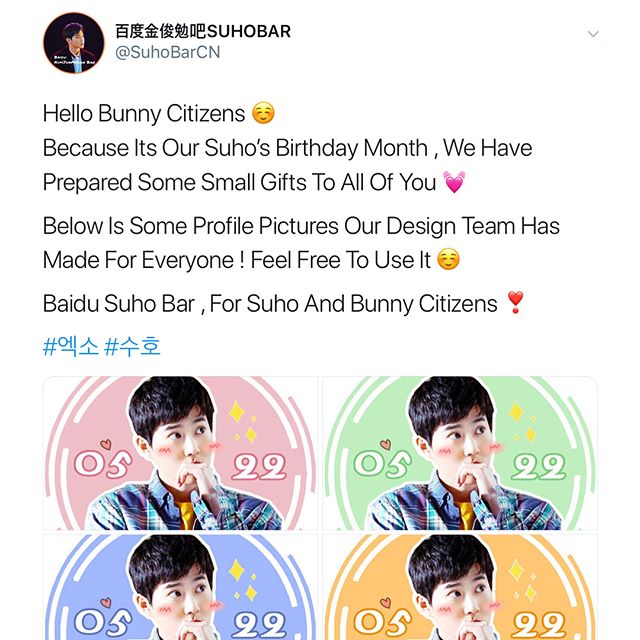 百度金俊勉吧SUHOBAR
@SuhoBarCN
Hello Bunny Citizens ☺️
Because Its Our Suho’s Birthday Month , We Have
Prepared Some Small Gifts To All Of You 💓
Below Is Some Profile Pictures Our Design Team Has
Made For Everyone ! Feel Free To Use It ☺️
Baidu Suho Bar , For Suho And Bunny Citizens ❣️
#엑소 #수호
05 22
05 22
05 22
05 22